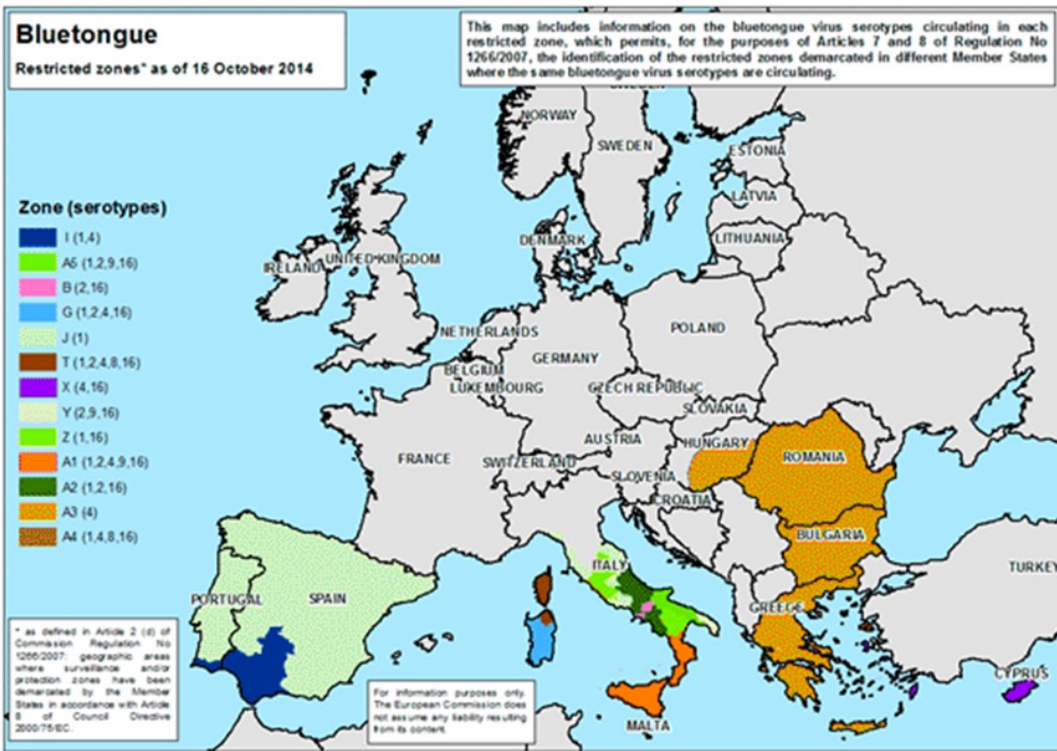 Bluetongue
Restricted zones* as of 16 October 2014
This map includes information on the bluetongue virus serotypes circulating in each
restricted zone, which permits, for the purposes of Articles 7 and 8 of Regulation No
1266/2007, the identification of the restricted zones demarcated in different Member States
where the same bluetongue virus serotypes are circulating.
SWEDEN
NORWAY
SWEDEN
ESTONIA
LATVIA
LITHUANIA
DENMARK
IRELAND
UNITED KINGDOM
Zone (serotypes)
I (1,4)
A5 (1,2,9,16)
B (2,16)
G (1,2,4,16)
J (1)
T (1,2,4,8,16)
X (4,16)
Y (2,9,16)
Z (1,16)
A1 (1,2,4,9,16)
A2 (1,2,16)
A3 (4)
A4 (1,4,8,16)
NETHERLANDS
POLAND
GERMANY
BELGIUM
LUXEMBOURG
CZECH REPUBLIC
SLOVAKIA
AUSTRIA
HUNGARY
FRANCE
SWITZERLAND
ROMANIA
SLOVENIA
CROATIA
BULGARIA
ITALY
TURKEY
PORTUGAL
SPAIN
GREECE
CYPRUS
MALTA
* as defined in Article 2 (d) of
Commission Regulation No
1266/2007: geographic areas
where surveillance and/or
protection zones have been
demarcated by the Member
States in accordance with Article
8 of Council Directive
2000/75/EC.
For information purposes only.
The European Commission does
not assume any liability resulting
from its content.